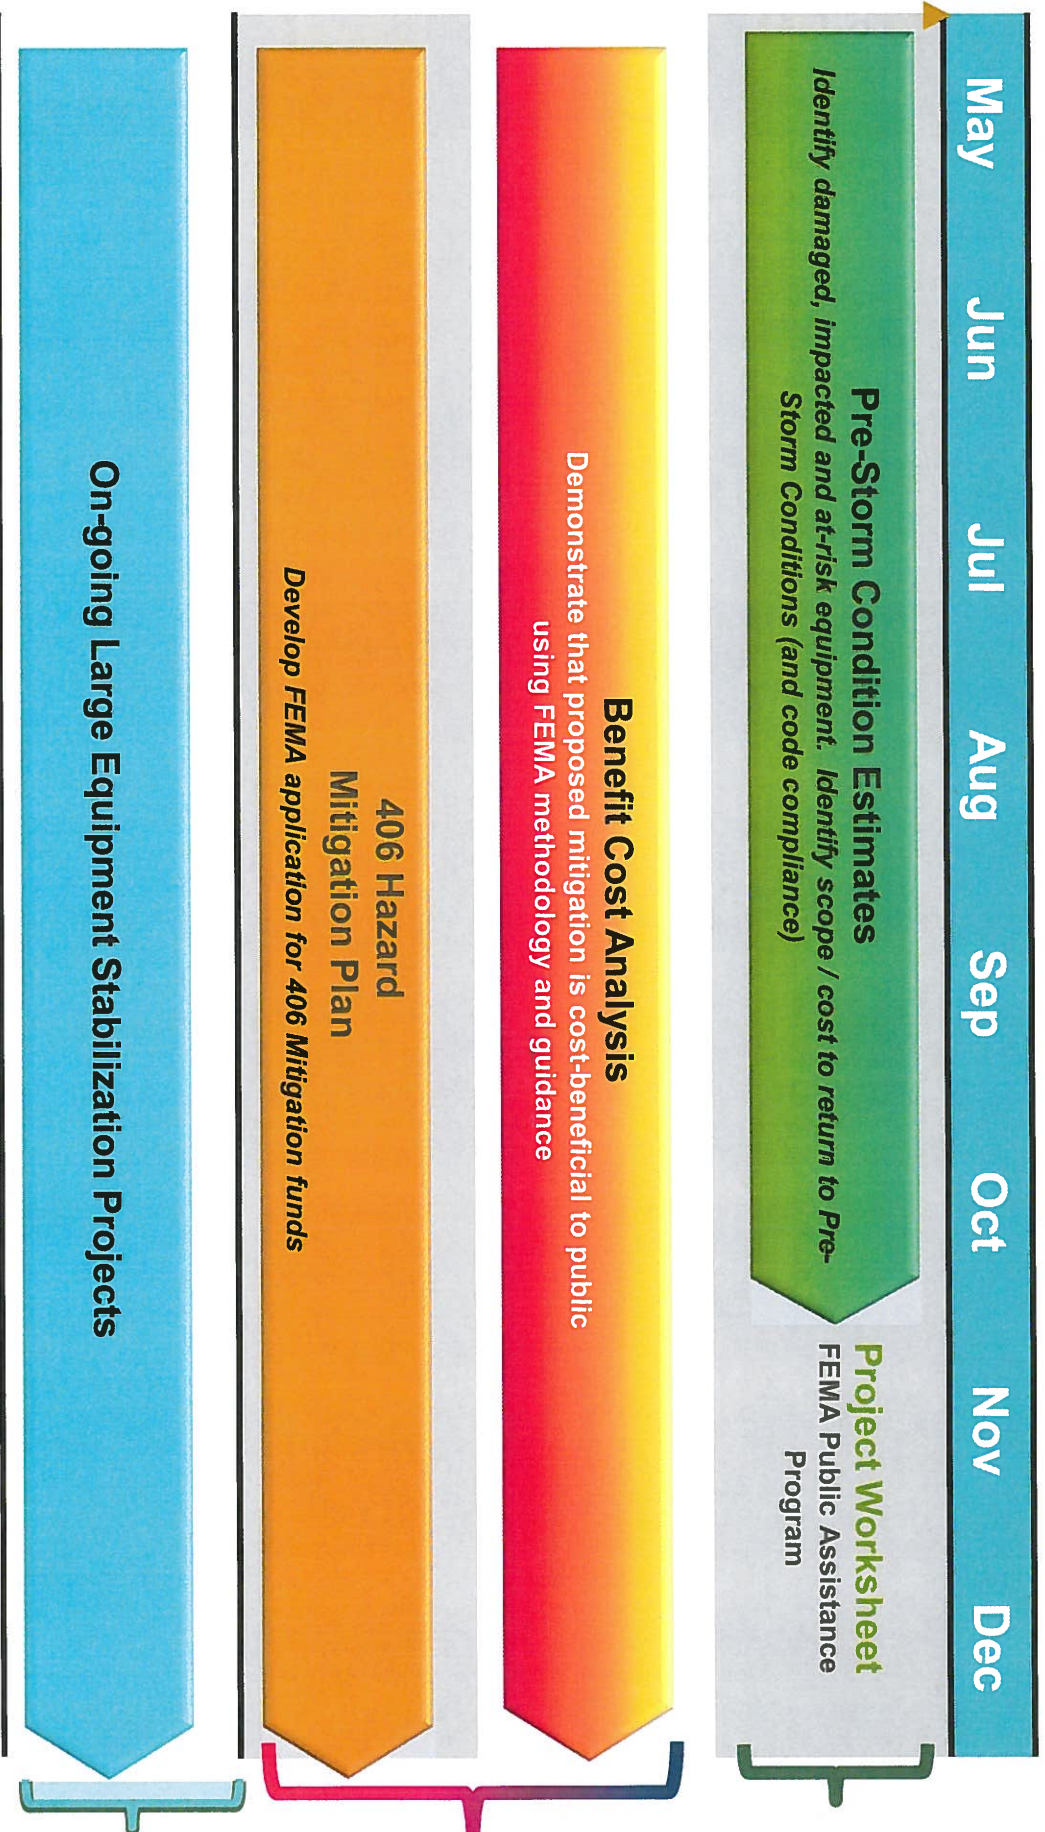 May Jun Jul Aug Sep Oct Nov Dec
Pre-Storm Condition Estimates
Identify damaged, impacted and at-risk equipment. Identify scope / cost to return to Pre-
Storm Conditions (and code compliance)
Project Worksheet
FEMA Public Assistance
Program
Benefit Cost Analysis
Demonstrate that proposed mitigation is cost-beneficial to public
using FEMA methodology and guidance
406 Hazard
Mitigation Plan
Develop FEMA application for 406 Mitigation funds
On-going Large Equipment Stabilization Projects